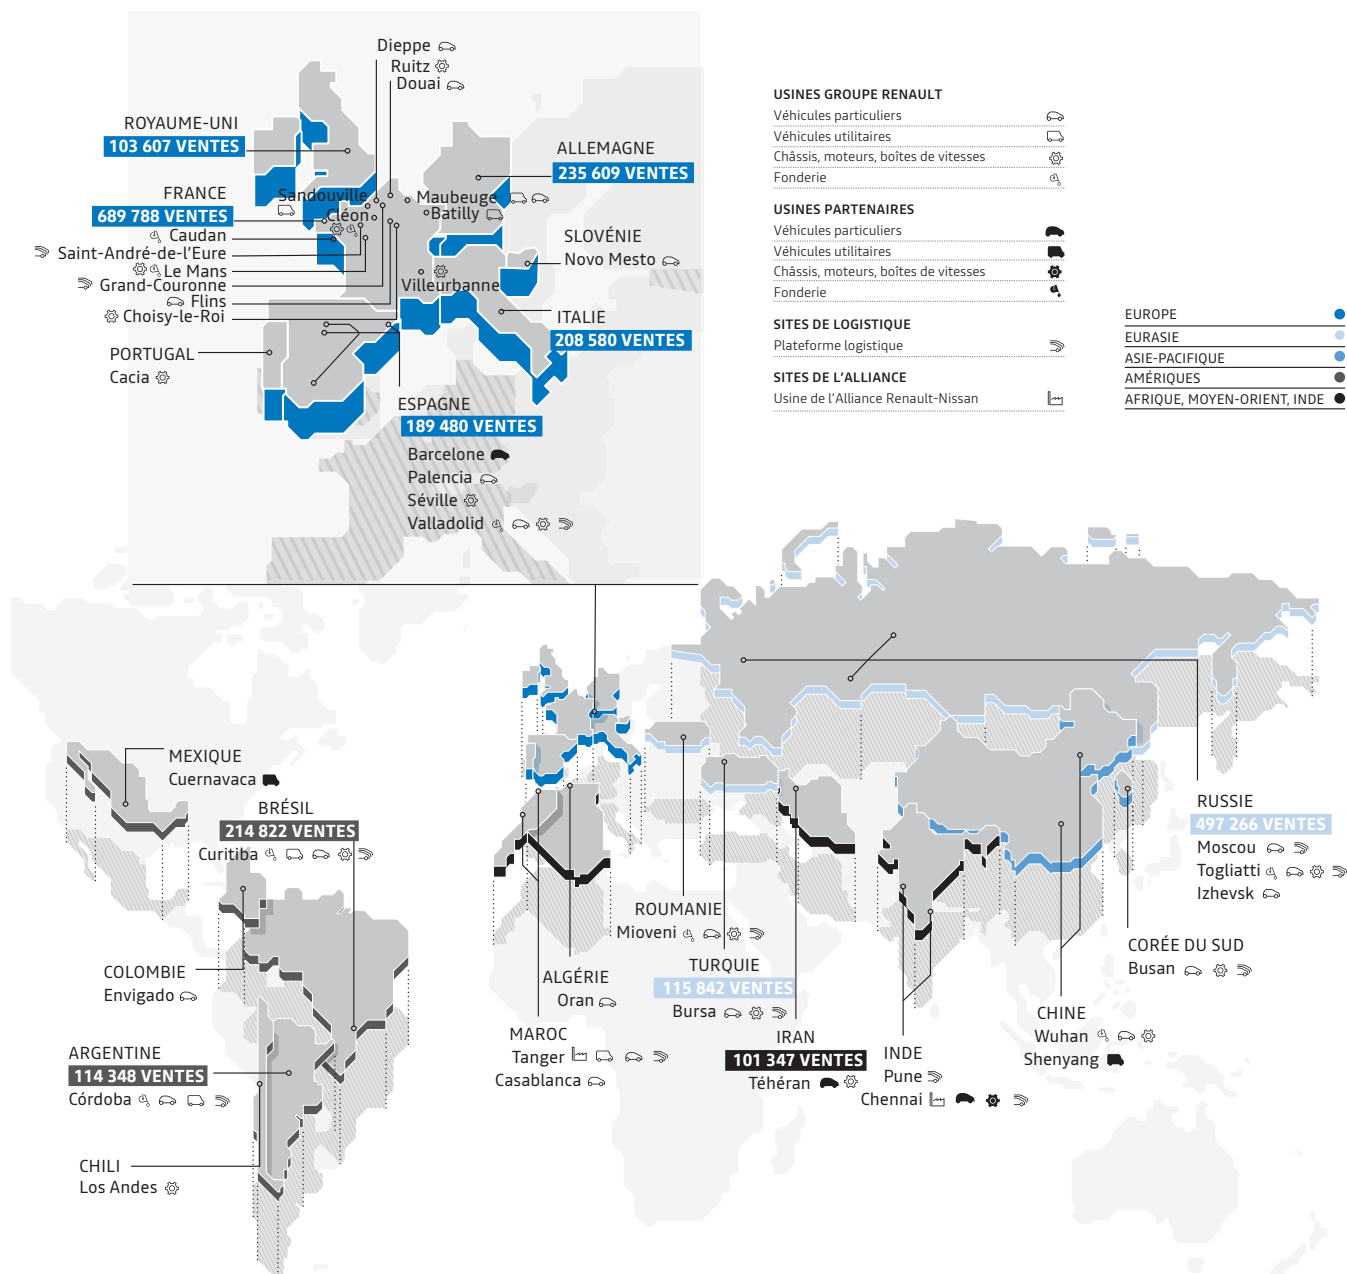 Dieppe
Ruitz
Douai
ROYAUME-UNI
103 607 VENTES
ALLEMAGNE
235 609 VENTES
FRANCE
689 788 VENTES
Sandouville
Cléon
Maubeuge
Batilly
Caudan
Saint-André-de-l'Eure
Le Mans
Grand-Couronne
Flins
Choisy-le-Roi
Villeurbanne
SLOVÉNIE
Novo Mesto
ITALIE
208 580 VENTES
PORTUGAL
Cacia
ESPAGNE
189 480 VENTES
Barcelone
Palencia
Séville
Valladolid
USINES GROUPE RENAULT
Véhicules particuliers
Véhicules utilitaires
Châssis, moteurs, boîtes de vitesses
Fonderie
USINES PARTENAIRES
Véhicules particuliers
Véhicules utilitaires
Châssis, moteurs, boîtes de vitesses
Fonderie
SITES DE LOGISTIQUE
Plateforme logistique
SITES DE L'ALLIANCE
Usine de l'Alliance Renault-Nissan
EUROPE
EURASIE
ASIE-PACIFIQUE
AMÉRIQUES
AFRIQUE, MOYEN-ORIENT, INDE
MEXIQUE
Cuernavaca
BRÉSIL
214 822 VENTES
Curitiba
COLOMBIE
Envigado
ARGENTINE
114 348 VENTES
Córdoba
CHILI
Los Andes
ROUMANIE
Mioveni
ALGÉRIE
Oran
MAROC
Tanger
Casablanca
TURQUIE
115 842 VENTES
Bursa
IRAN
101 347 VENTES
Téhéran
INDE
Pune
Chennai
CHINE
Wuhan
Shenyang
CORÉE DU SUD
Busan
RUSSIE
497 266 VENTES
Moscou
Togliatti
Izhevsk